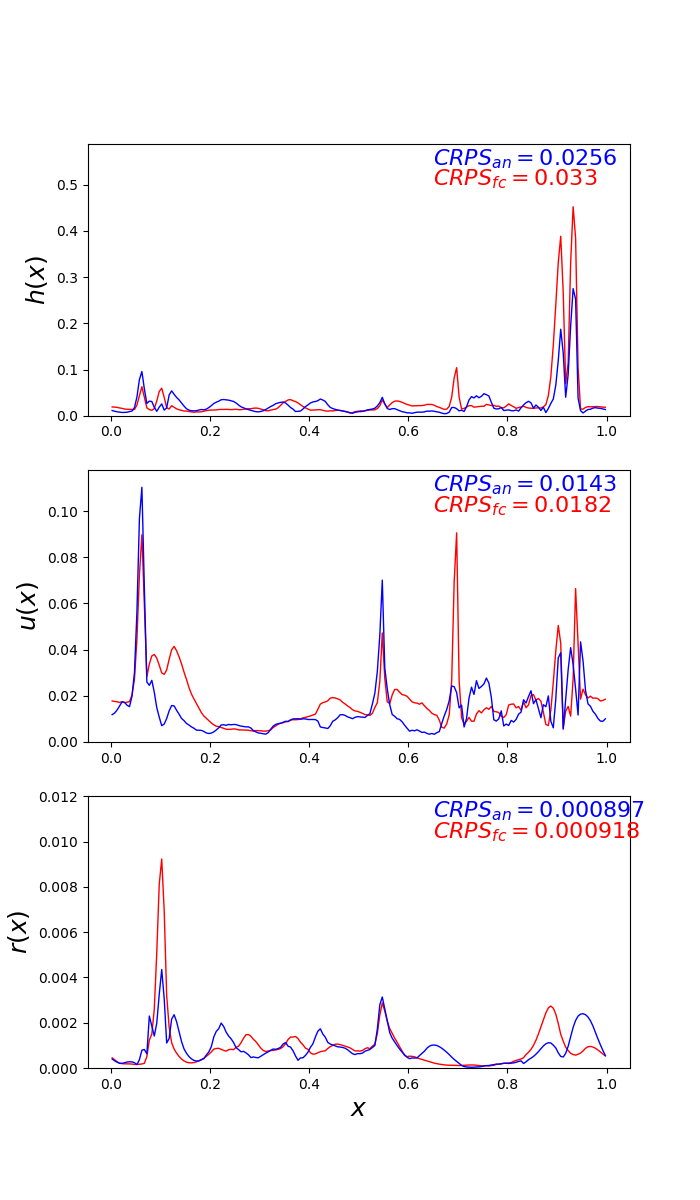 CRPS_an = 0.0256
CRPS_fc = 0.033
h(x)
0.5
0.4
0.3
0.2
0.1
0.0
0.0 0.2 0.4 0.6 0.8 1.0
CRPS_an = 0.0143
CRPS_fc = 0.0182
u(x)
0.10
0.08
0.06
0.04
0.02
0.00
0.0 0.2 0.4 0.6 0.8 1.0
CRPS_an = 0.000897
CRPS_fc = 0.000918
r(x)
0.012
0.010
0.008
0.006
0.004
0.002
0.000
0.0 0.2 0.4 0.6 0.8 1.0
x